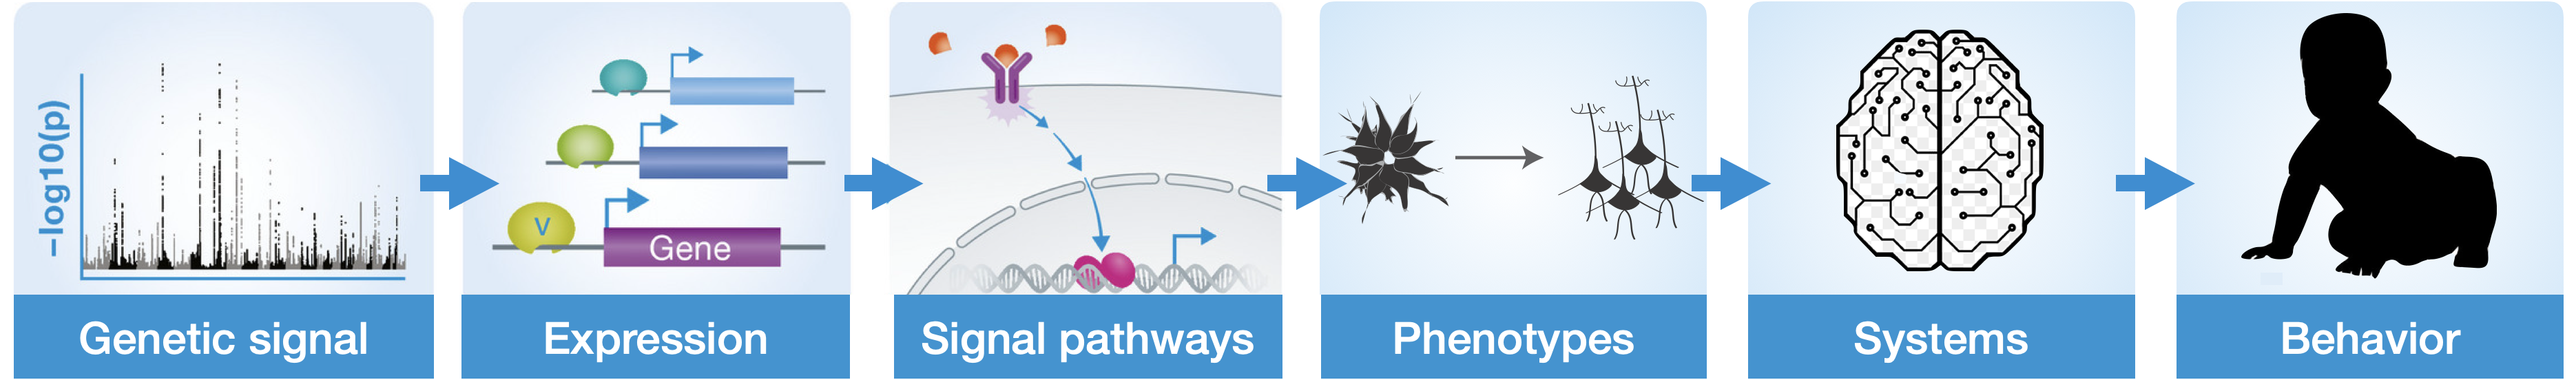 −log10(p)
V
Gene
Genetic signal
Expression
Signal pathways
Phenotypes
Systems
Behavior